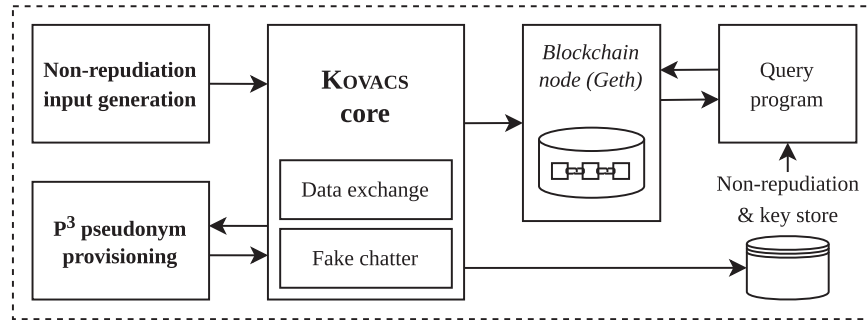 Non-repudiation
input generation
P3 pseudonym
provisioning
KOVACS
core
Data exchange
Fake chatter
Blockchain
node (Geth)
Query
program
Non-repudiation
& key store